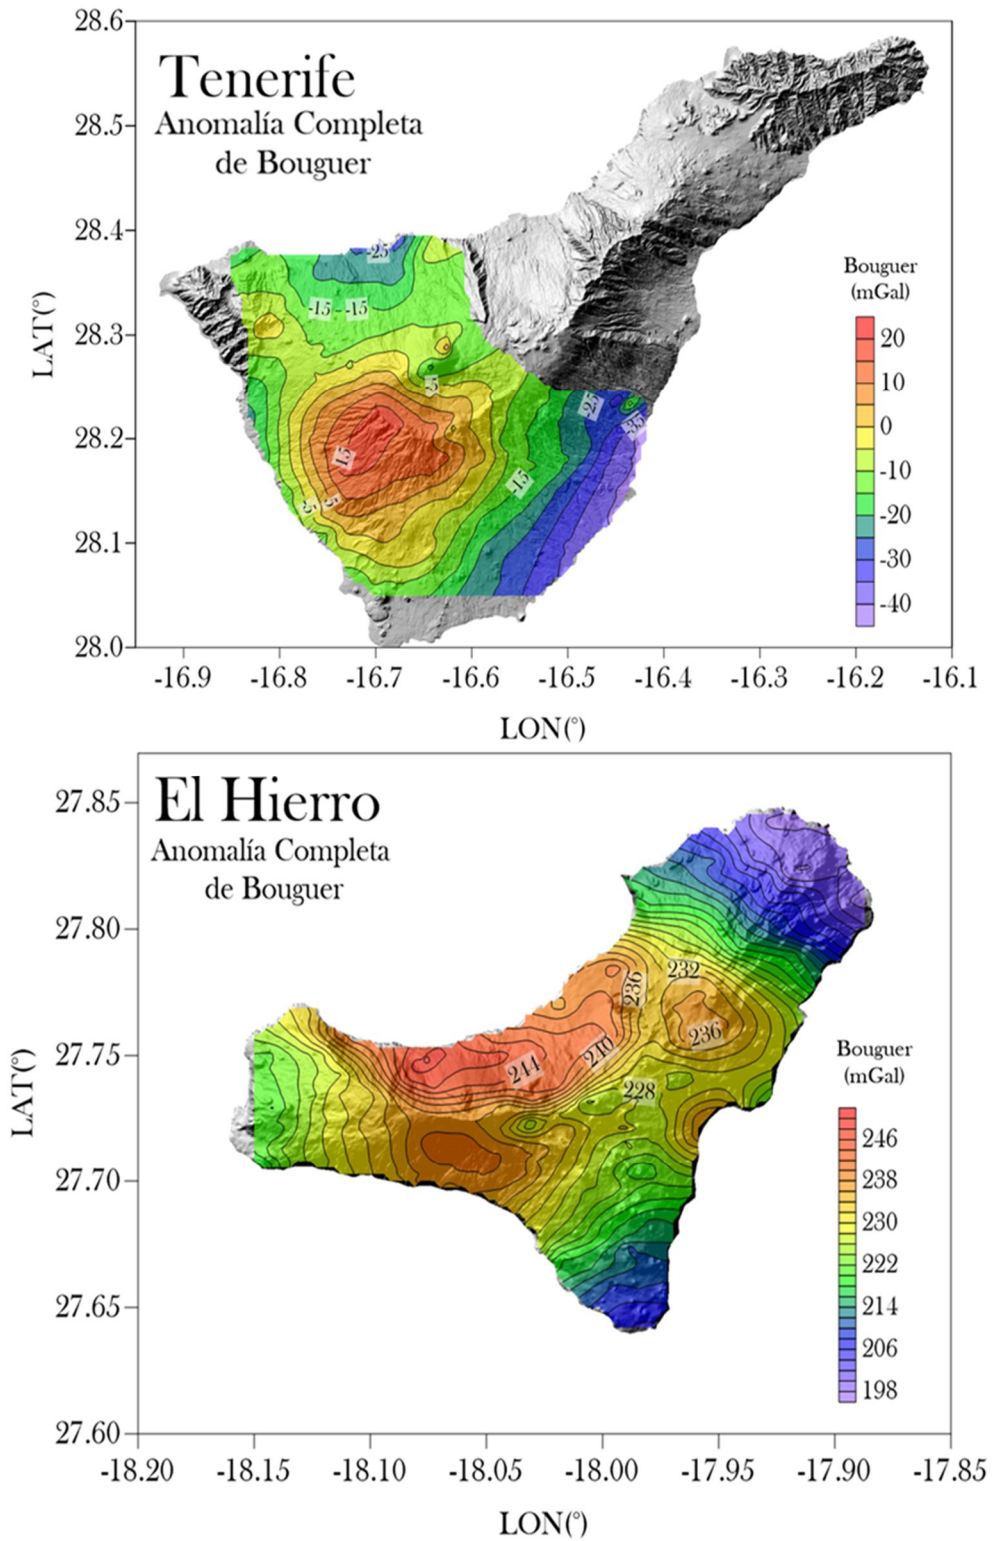 Tenerife
Anomalía Completa
de Bouguer
28.6
28.5
28.4
28.3
28.2
28.1
28.0
LAT(°)
-16.9 -16.8 -16.7 -16.6 -16.5 -16.4 -16.3 -16.2 -16.1
LON(°)
-25
-15 -15
-5
15
5
5
-15
-25
-35
Bouguer
(mGal)
20
10
0
-10
-20
-30
-40
El Hierro
Anomalía Completa
de Bouguer
27.85
27.80
27.75
27.70
27.65
27.60
LAT(°)
-18.20 -18.15 -18.10 -18.05 -18.00 -17.95 -17.90 -17.85
LON(°)
236
232
236
240
244
228
Bouguer
(mGal)
246
238
230
222
214
206
198